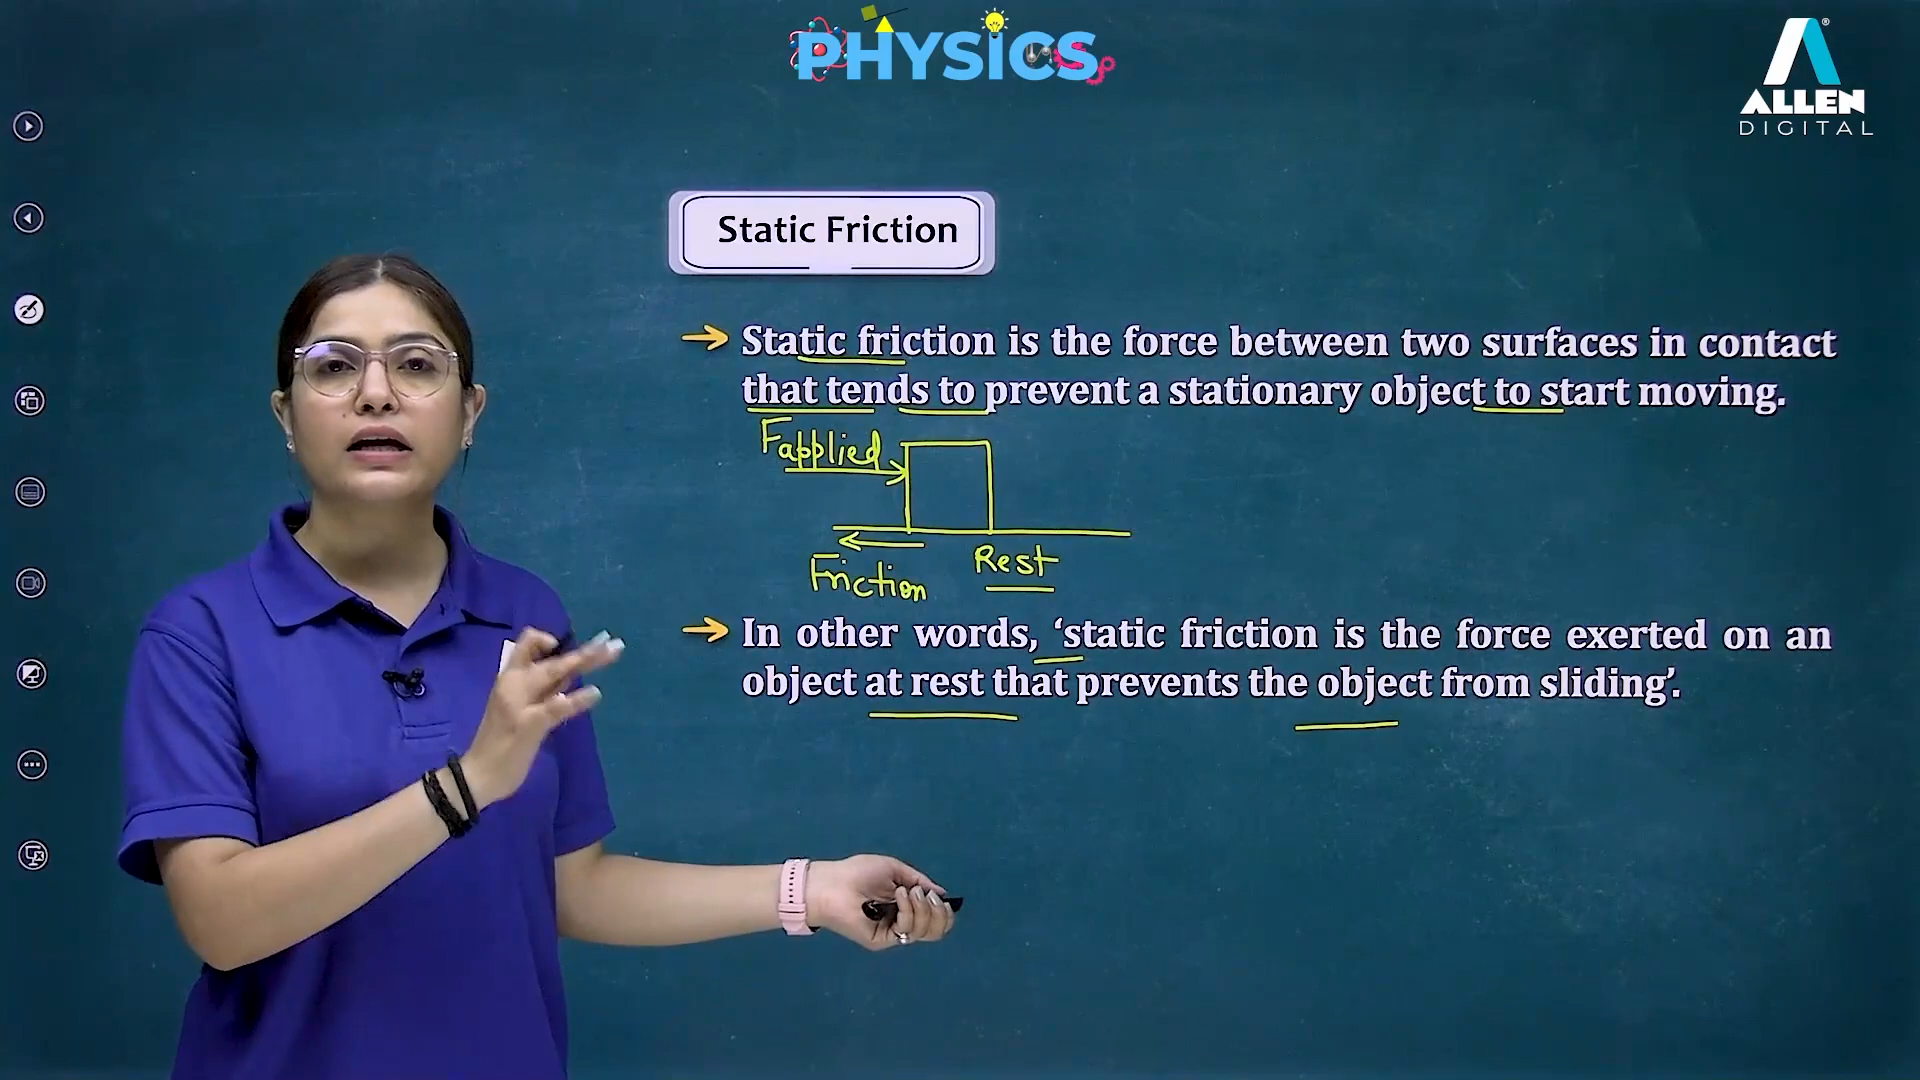 PHYSICS
ALLEN
DIGITAL
Static Friction
Static friction is the force between two surfaces in contact
that tends to prevent a stationary object to start moving.
Fapplied
Rest
Friction
In other words, ‘static friction is the force exerted on an
object at rest that prevents the object from sliding’.